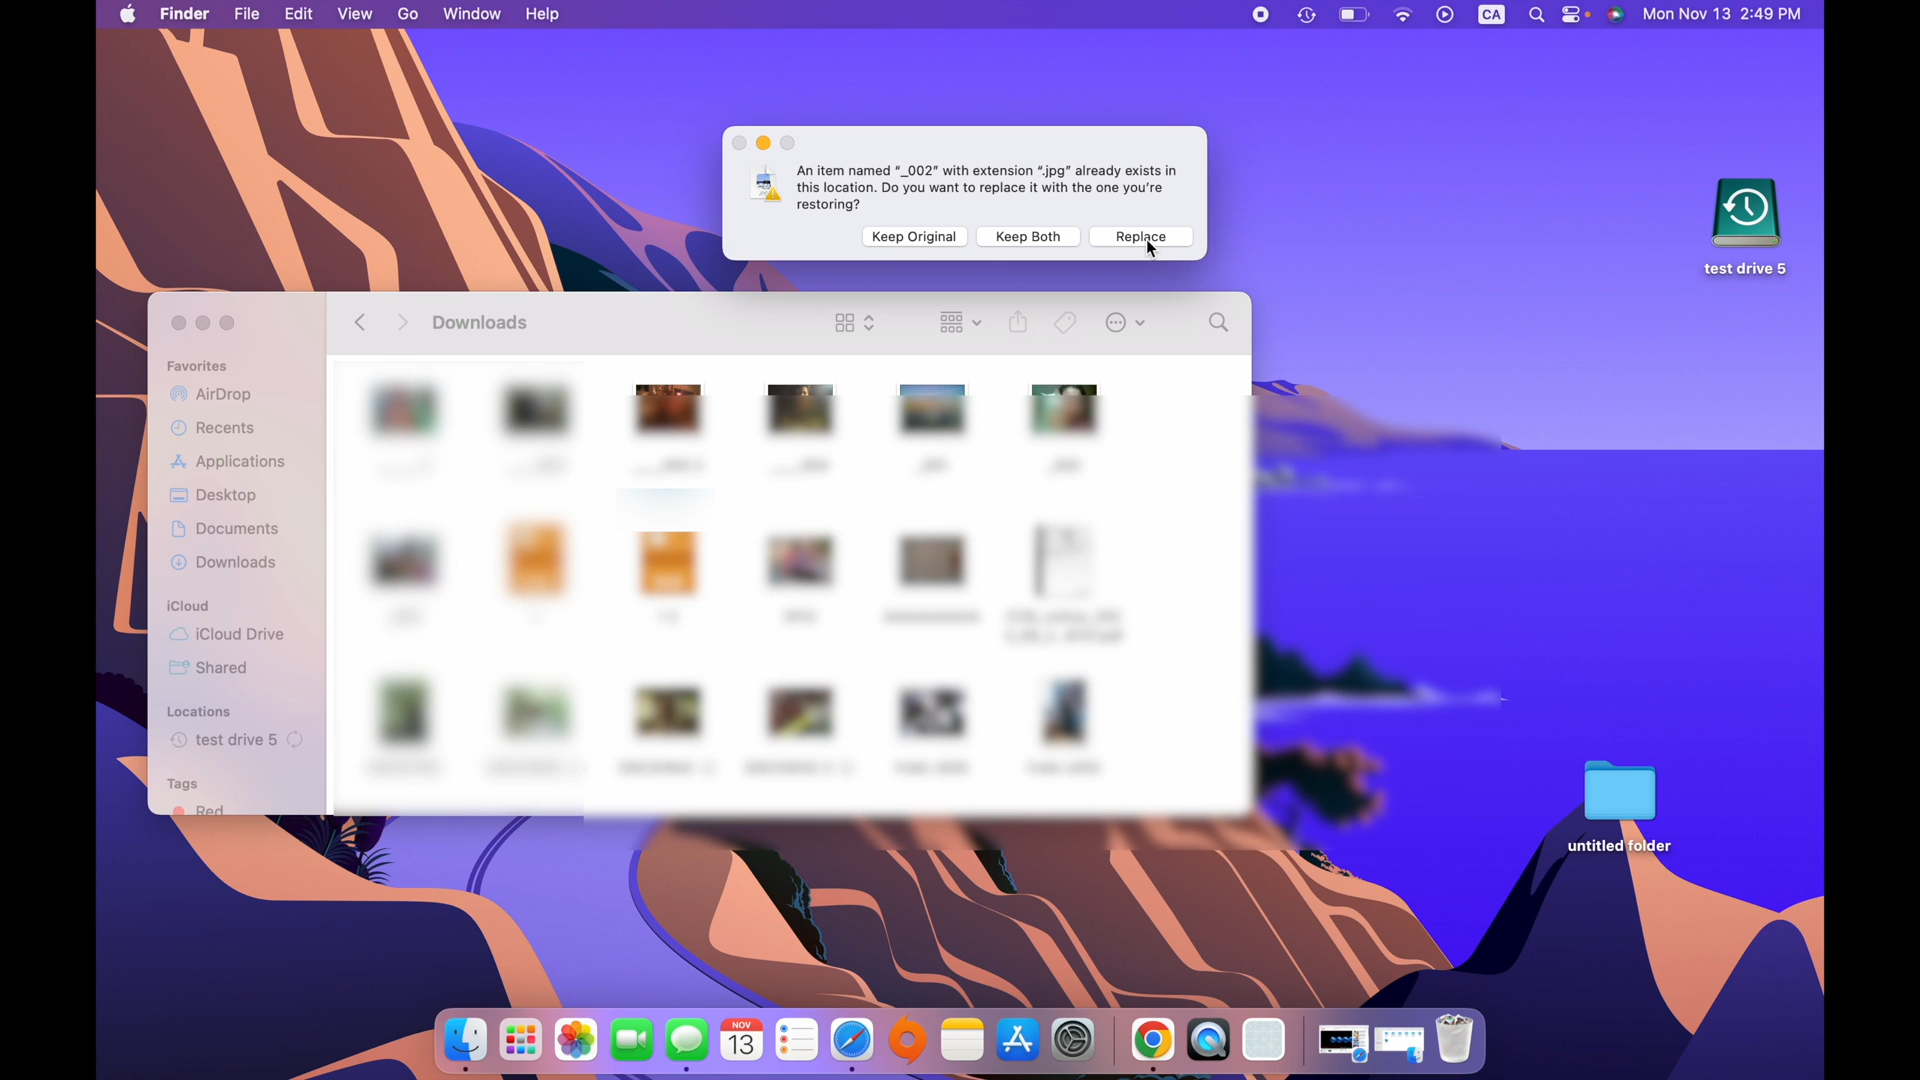 Finder File Edit View Go Window Help CA Mon Nov 13 2:49 PM
An item named “_002” with extension “.jpg” already exists in
this location. Do you want to replace it with the one you’re
restoring?
Keep Original Keep Both Replace
test drive 5
Downloads
Favorites
AirDrop
Recents
Applications
Desktop
Documents
Downloads
iCloud
iCloud Drive
Shared
Locations
test drive 5
Tags
Red
untitled folder
NOV
13